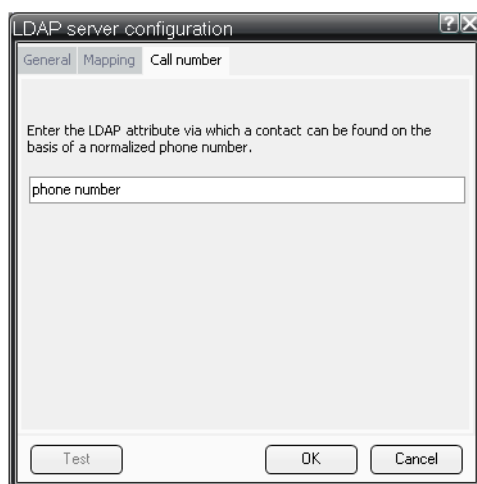 LDAP server configuration
General Mapping Call number
Enter the LDAP attribute via which a contact can be found on the
basis of a normalized phone number.
phone number
Test OK Cancel